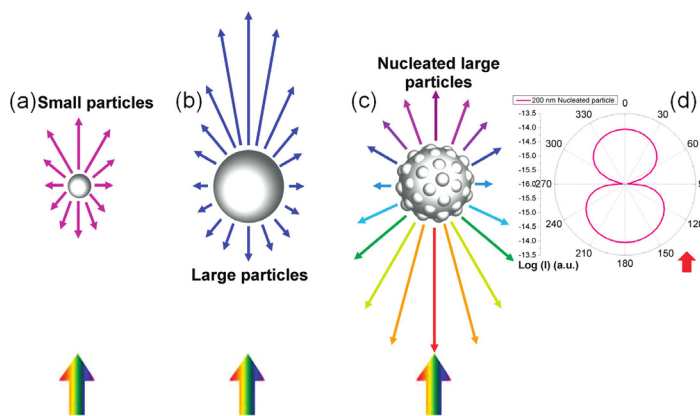 (a)
Small particles
(b)
Large particles
(c)
Nucleated large
particles
(d)
200 nm Nucleated particle
0
30
60
120
150
180
210
240
270
300
330
-13.5
-14.0
-14.5
-15.0
-15.5
-16.0
-15.5
-15.0
-14.5
-14.0
-13.5
Log (I) (a.u.)